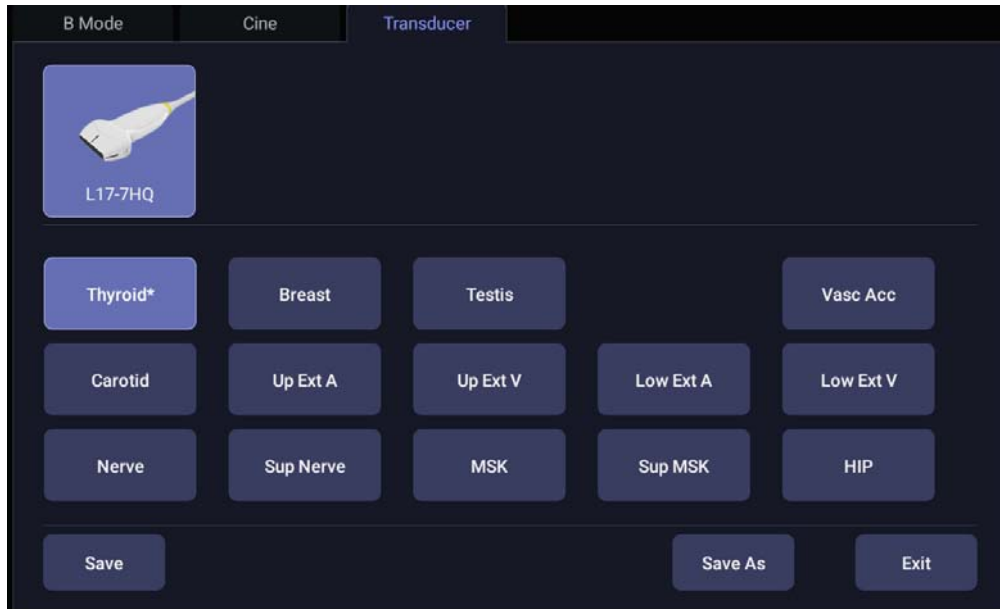 B Mode Cine Transducer
L17-7HQ
Thyroid* Breast Testis Vasc Acc
Carotid Up Ext A Up Ext V Low Ext A Low Ext V
Nerve Sup Nerve MSK Sup MSK HIP
Save Save As Exit